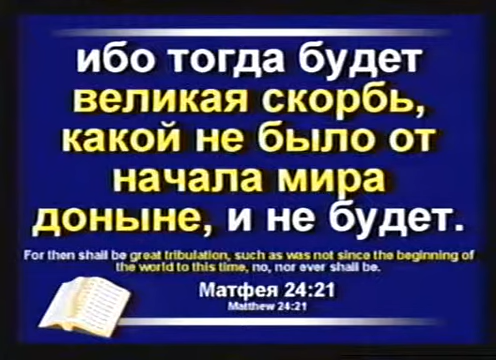 ибо тогда будет
великая скорбь,
какой не было от
начала мира
доныне, и не будет.
For then shall be great tribulation, such as was not since the beginning of
the world to this time, no, nor ever shall be.
Матфея 24:21
Matthew 24:21